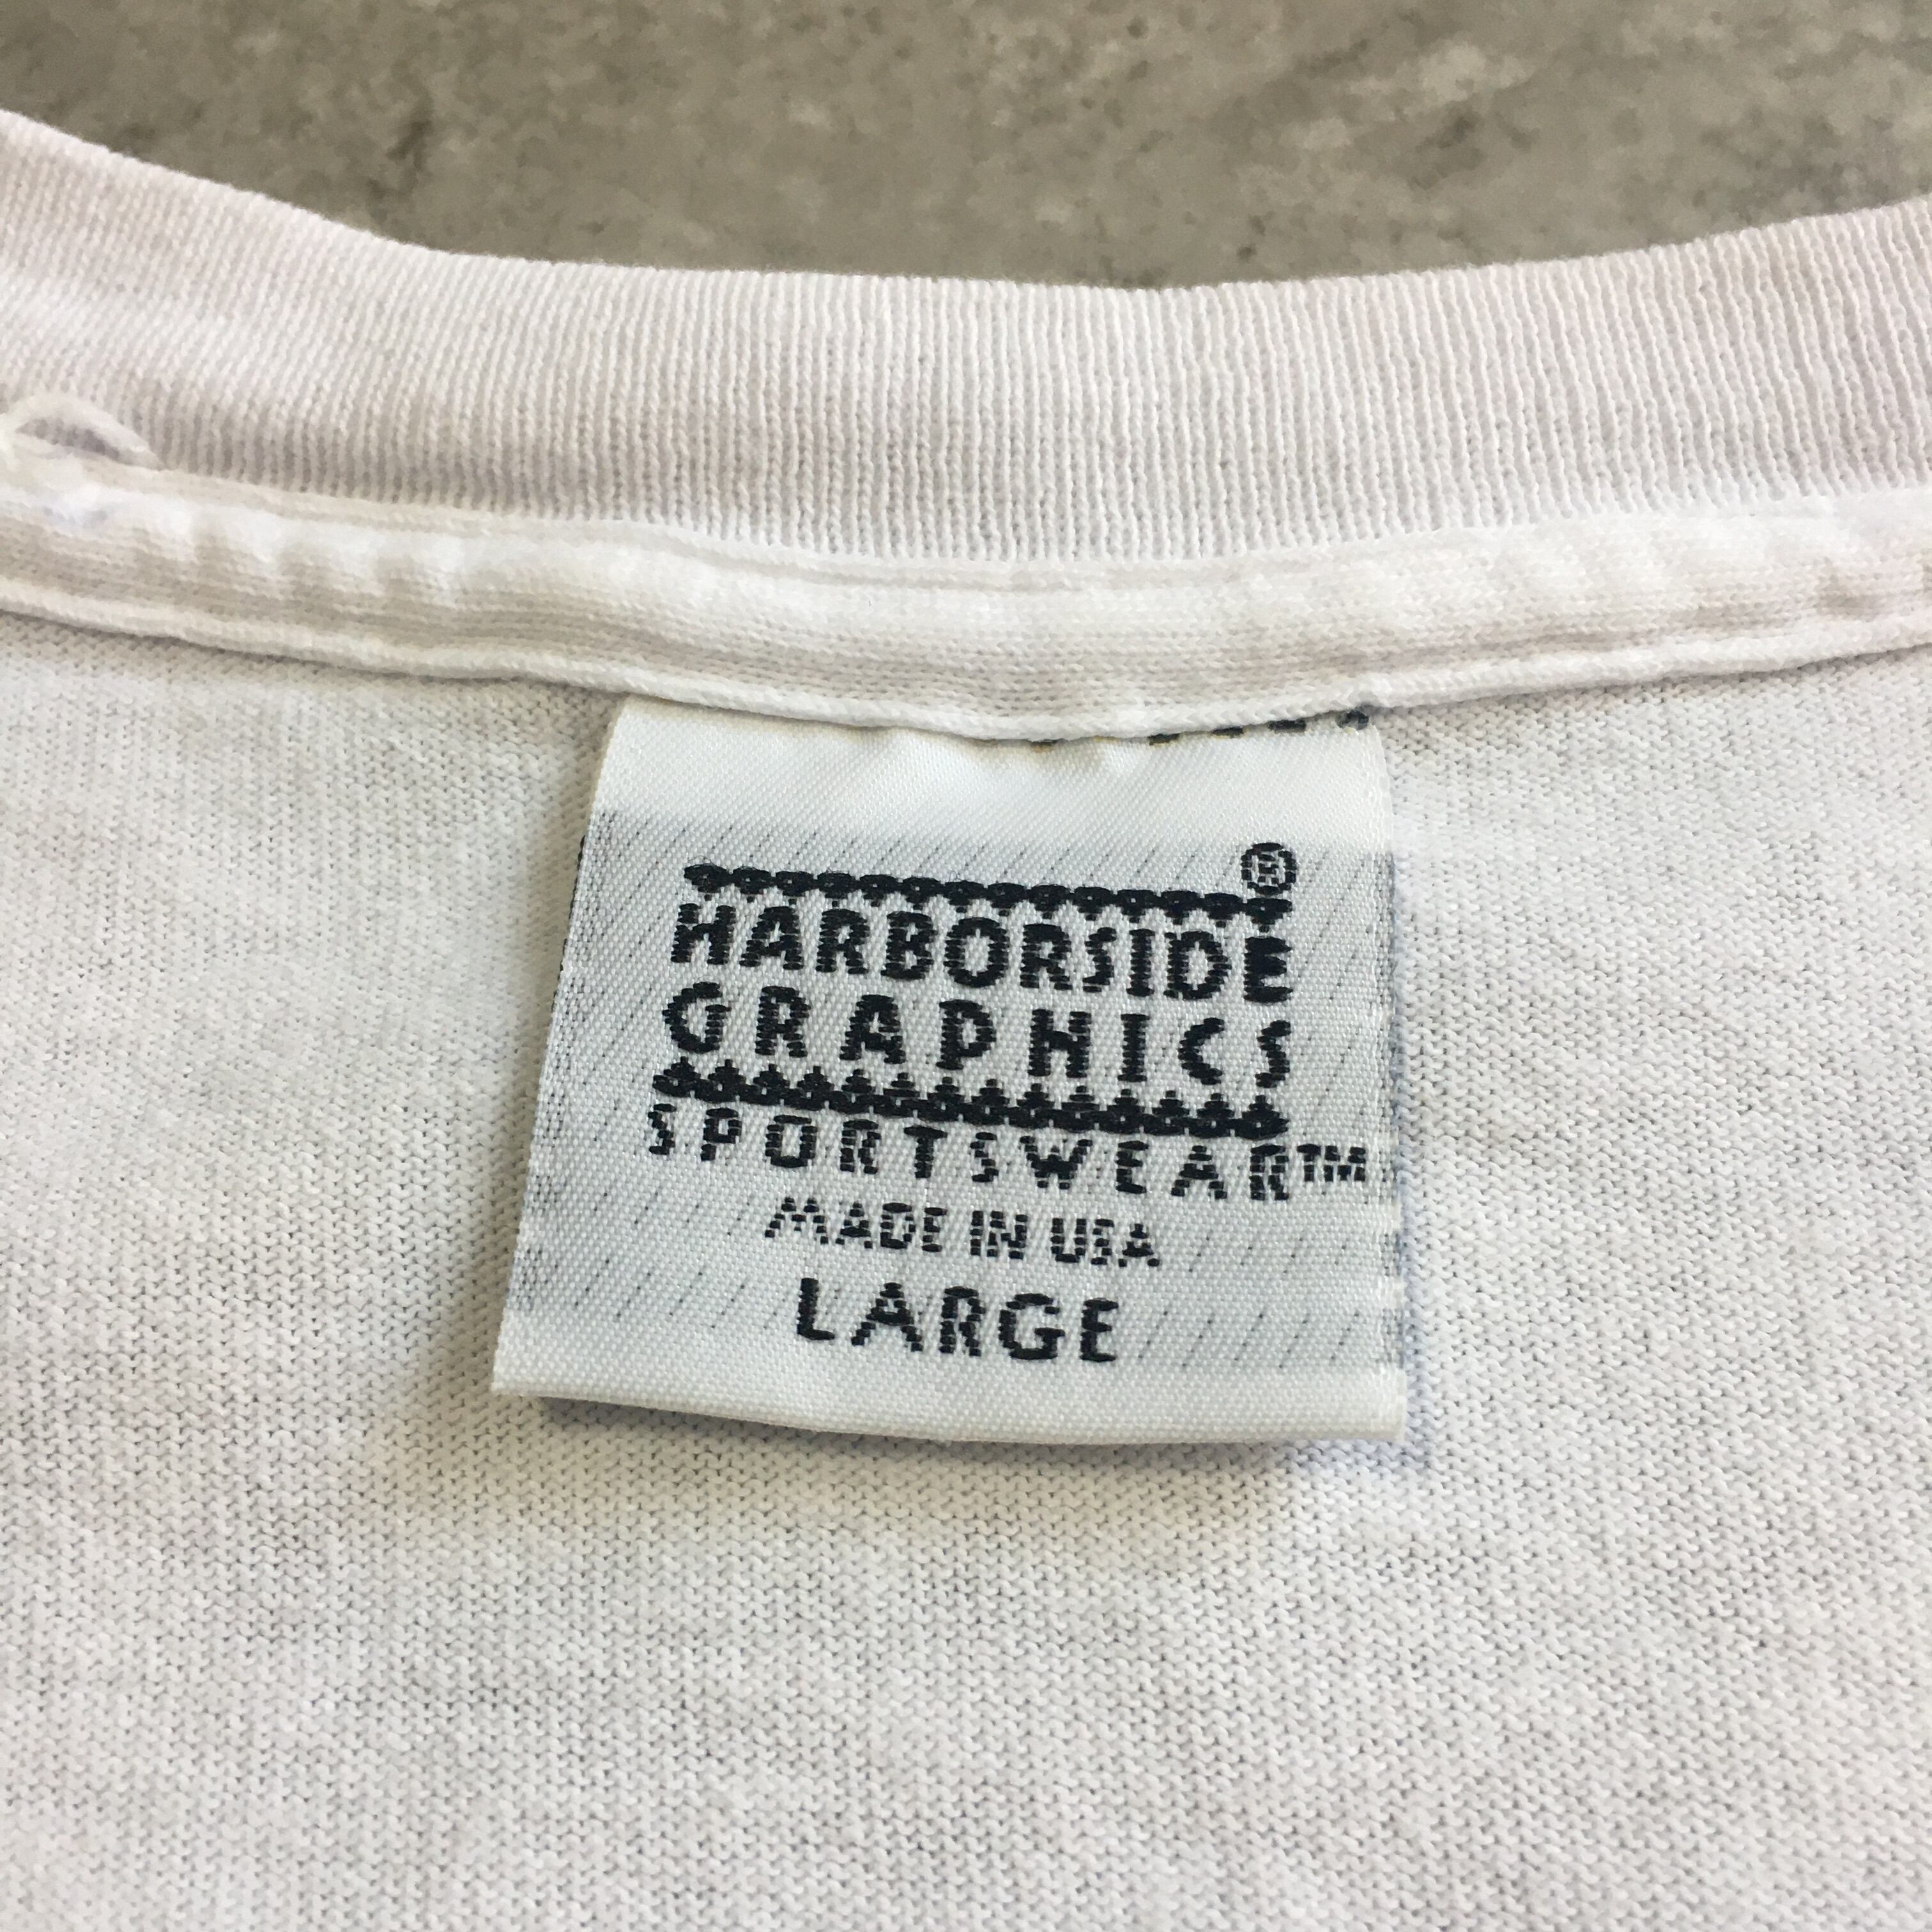 ®
HARBORSIDE
GRAPHICS
SPORTSWEAR™
MADE IN USA
LARGE